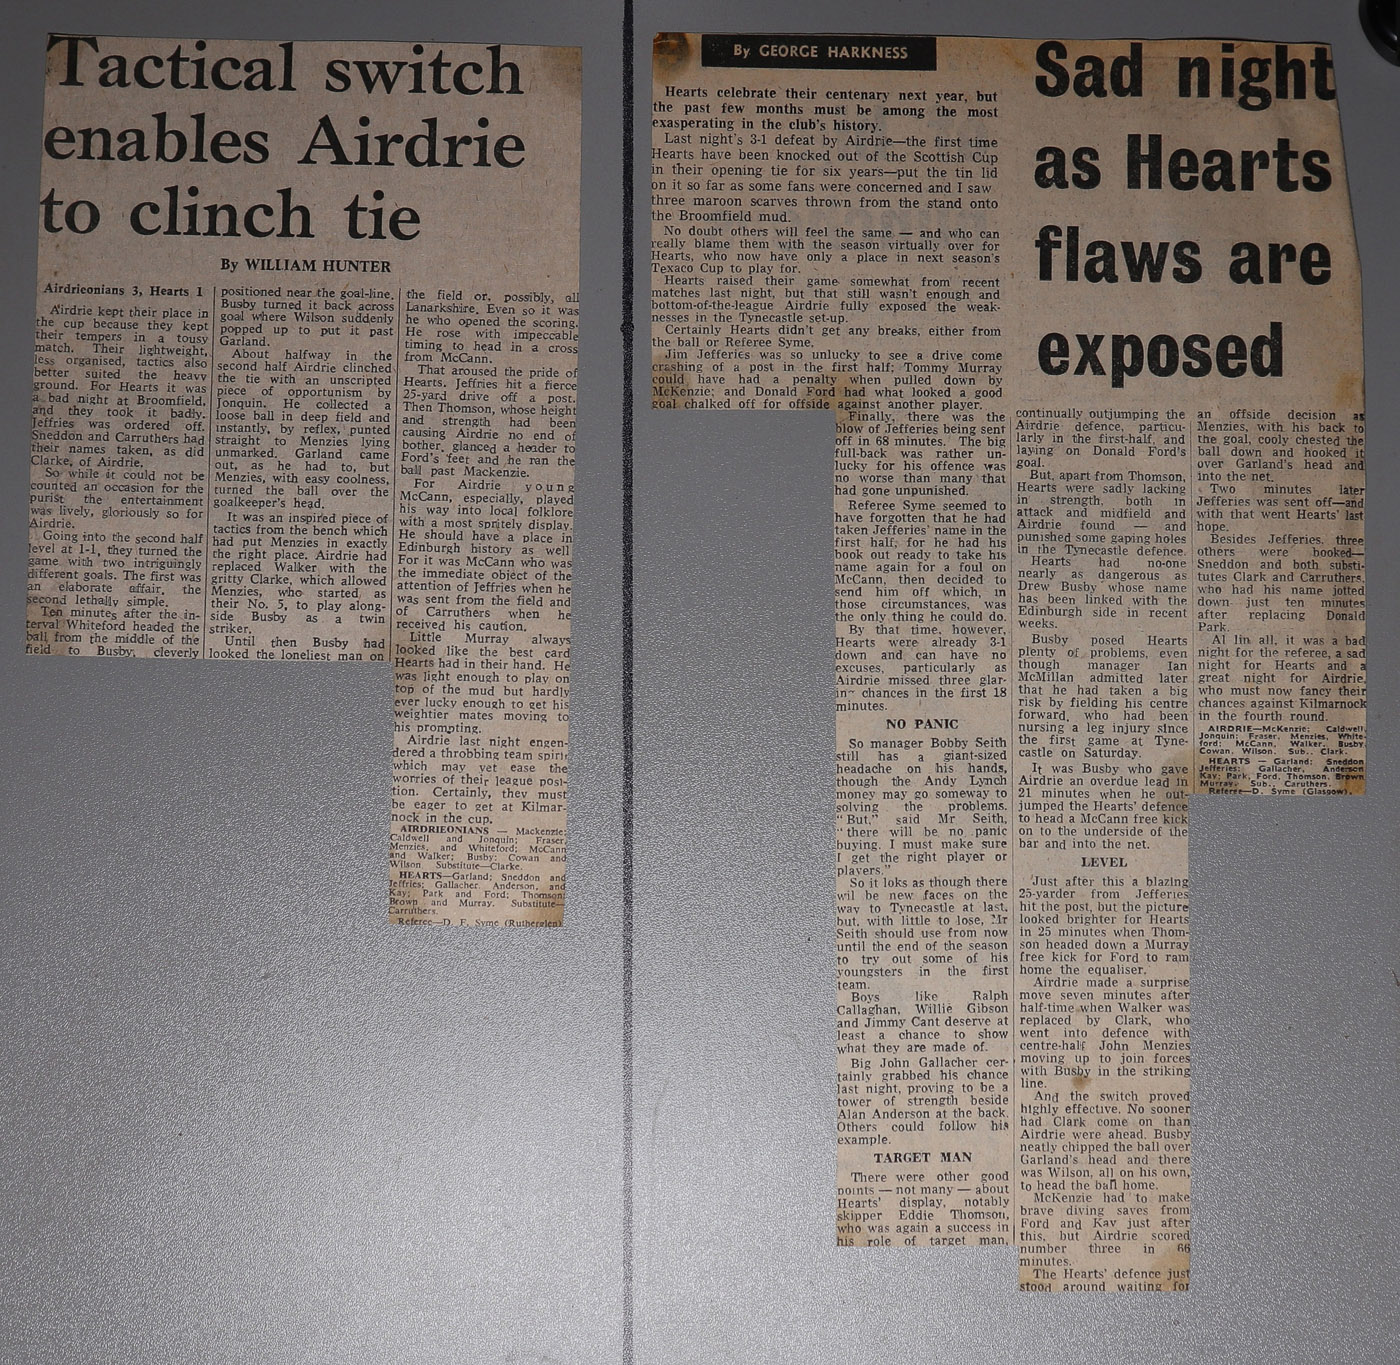 Tactical switch
enables Airdrie
to clinch tie
By WILLIAM HUNTER
Airdrieonians 3, Hearts 1
Airdrie kept their place in
the cup because they kept
their tempers in a tousy
match. Their lightweight,
less organised, tactics also
better suited the heavy
ground. For Hearts it was
a bad night at Broomfield,
and they took it badly.
Jeffries was ordered off.
Sneddon and Carruthers had
their names taken, as did
Clarke, of Airdrie.
So while it could not be
counted an occasion for the
purist the entertainment
was lively, gloriously so for
Airdrie.
Going into the second half
level at 1-1, they turned the
game with two intriguingly
different goals. The first was
an elaborate affair, the
second lethally simple.
Ten minutes after the in-
terval Whiteford headed the
ball from the middle of the
field to Busby, cleverly
positioned near the goal-line.
Busby turned it back across
goal where Wilson suddenly
popped up to put it past
Garland.
About halfway in the
second half Airdrie clinched
the tie with an unscripted
piece of opportunism by
Jonquin. He collected a
loose ball in deep field and
instantly, by reflex, punted
straight to Menzies lying
unmarked. Garland came
out, as he had to, but
Menzies, with easy coolness,
turned the ball over the
goalkeeper's head.
It was an inspired piece of
tactics from the bench which
had put Menzies in exactly
the right place. Airdrie had
replaced Walker with the
gritty Clarke, which allowed
Menzies, who started as
their No. 5, to play along-
side Busby as a twin
striker.
Until then Busby had
looked the loneliest man on
the field or, possibly, all
Lanarkshire. Even so it was
he who opened the scoring.
He rose with impeccable
timing to head in a cross
from McCann.
That aroused the pride of
Hearts. Jeffries hit a fierce
25-yard drive off a post.
Then Thomson, whose height
and strength had been
causing Airdrie no end of
bother, glanced a header to
Ford's feet and he ran the
ball past Mackenzie.
For Airdrie young
McCann, especially, played
his way into local folklore
with a most spritely display.
He should have a place in
Edinburgh history as well
For it was McCann who was
the immediate object of the
attention of Jeffries when he
was sent from the field and
of Carruthers when he
received his caution.
Little Murray always
looked like the best card
Hearts had in their hand. He
was light enough to play on
top of the mud but hardly
ever lucky enough to get his
weightier mates moving to
his prompting.
Airdrie last night engen-
dered a throbbing team spirit
which may yet ease the
worries of their league posi-
tion. Certainly, they must
be eager to get at Kilmar-
nock in the cup.
AIRDRIEONIANS — Mackenzie;
Caldwell and Jonquin; Fraser,
Menzies, and Whiteford; McCann
and Walker; Busby; Cowan and
Wilson Substitute—Clarke.
HEARTS—Garland; Sneddon and
Jeffries; Gallacher, Anderson, and
Kay; Park and Ford; Thomson;
Brown and Murray. Substitute—
Carruthers.
Referee—D. F. Syme (Rutherglen)
By GEORGE HARKNESS
Sad night
as Hearts
flaws are
exposed
Hearts celebrate their centenary next year, but
the past few months must be among the most
exasperating in the club's history.
Last night's 3-1 defeat by Airdrie—the first time
Hearts have been knocked out of the Scottish Cup
in their opening tie for six years—put the tin lid
on it so far as some fans were concerned and I saw
three maroon scarves thrown from the stand onto
the Broomfield mud.
No doubt others will feel the same — and who can
really blame them with the season virtually over for
Hearts, who now have only a place in next season's
Texaco Cup to play for.
Hearts raised their game somewhat from recent
matches last night, but that still wasn't enough and
bottom-of-the-league Airdrie fully exposed the weak-
nesses in the Tynecastle set-up.
Certainly Hearts didn't get any breaks, either from
the ball or Referee Syme.
Jim Jefferies was so unlucky to see a drive come
crashing of a post in the first half; Tommy Murray
could have had a penalty when pulled down by
McKenzie; and Donald Ford had what looked a good
goal chalked off for offside against another player.
Finally, there was the
blow of Jefferies being sent
off in 68 minutes. The big
full-back was rather un-
lucky for his offence was
no worse than many that
had gone unpunished.
Referee Syme seemed to
have forgotten that he had
taken Jefferies' name in the
first half, for he had his
book out ready to take his
name again for a foul on
McCann, then decided to
send him off which, in
those circumstances, was
the only thing he could do.
By that time, however,
Hearts were already 3-1
down and can have no
excuses, particularly as
Airdrie missed three glar-
in~ chances in the first 18
minutes.
NO PANIC
So manager Bobby Seith
still has a giant-sized
headache on his hands,
though the Andy Lynch
money may go someway to
solving the problems.
"But," said Mr Seith,
"there will be no panic
buying. I must make sure
I get the right player or
players."
So it loks as though there
wil be new faces on the
way to Tynecastle at last,
but, with little to lose, Mr
Seith should use from now
until the end of the season
to try out some of his
youngsters in the first
team.
Boys like Ralph
Callaghan, Willie Gibson
and Jimmy Cant deserve at
least a chance to show
what they are made of.
Big John Gallacher cer-
tainly grabbed his chance
last night, proving to be a
tower of strength beside
Alan Anderson at the back.
Others could follow his
example.
TARGET MAN
There were other good
points — not many — about
Hearts' display, notably
skipper Eddie Thomson,
who was again a success in
his role of target man,
continually outjumping the
Airdrie defence, particu-
larly in the first-half, and
laying on Donald Ford's
goal.
But, apart from Thomson,
Hearts were sadly lacking
in strength, both in
attack and midfield and
Airdrie found — and
punished some gaping holes
in the Tynecastle defence.
Hearts had no-one
nearly as dangerous as
Drew Busby whose name
has been linked with the
Edinburgh side in recent
weeks.
Busby posed Hearts
plenty of problems, even
though manager Ian
McMillan admitted later
that he had taken a big
risk by fielding his centre
forward, who had been
nursing a leg injury since
the first game at Tyne-
castle on Saturday.
It was Busby who gave
Airdrie an overdue lead in
21 minutes when he out-
jumped the Hearts' defence
to head a McCann free kick
on to the underside of the
bar and into the net.
LEVEL
Just after this a blazing
25-yarder from Jefferies
hit the post, but the picture
looked brighter for Hearts
in 25 minutes when Thom-
son headed down a Murray
free kick for Ford to ram
home the equaliser.
Airdrie made a surprise
move seven minutes after
half-time when Walker was
replaced by Clark, who
went into defence with
centre-half John Menzies
moving up to join forces
with Busby in the striking
line.
And the switch proved
highly effective. No sooner
had Clark come on than
Airdrie were ahead. Busby
neatly chipped the ball over
Garland's head and there
was Wilson, all on his own,
to head the ball home.
McKenzie had to make
brave diving saves from
Ford and Kay just after
this, but Airdrie scored
number three in 66
minutes.
The Hearts' defence just
stood around waiting for
an offside decision as
Menzies, with his back to
the goal, cooly chested the
ball down and hooked it
over Garland's head and
into the net.
Two minutes later
Jefferies was sent off—and
with that went Hearts' last
hope.
Besides Jefferies, three
others were booked—
Sneddon and both substi-
tutes Clark and Carruthers,
who had his name jotted
down just ten minutes
after replacing Donald
Park.
Al lin all, it was a bad
night for the referee, a sad
night for Hearts and a
great night for Airdrie,
who must now fancy their
chances against Kilmarnock
in the fourth round.
AIRDRIE—McKenzie; Caldwell,
Jonquin; Fraser, Menzies, White-
ford; McCann, Walker, Busby,
Cowan, Wilson. Sub., Clark.
HEARTS — Garland; Sneddon
Jefferies; Gallacher, Anderson,
Kay; Park, Ford, Thomson, Brown
Murray. Sub., Caruthers.
Referee—D. Syme (Glasgow).